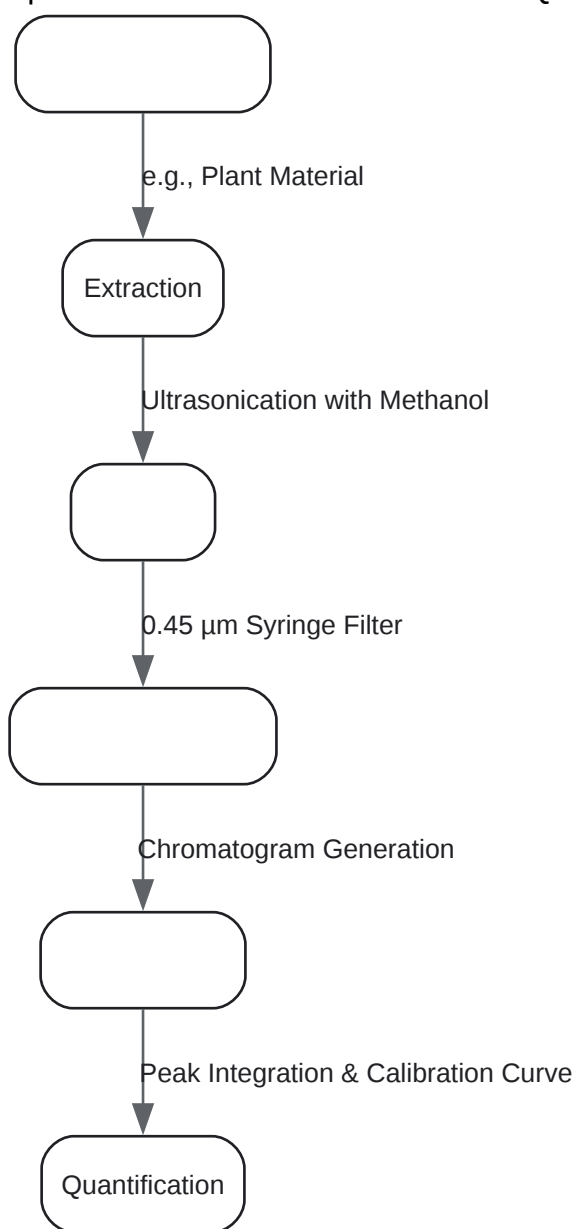 e.g., Plant Material
Extraction
Ultrasonication with Methanol
0.45 µm Syringe Filter
Chromatogram Generation
Peak Integration & Calibration Curve
Quantification